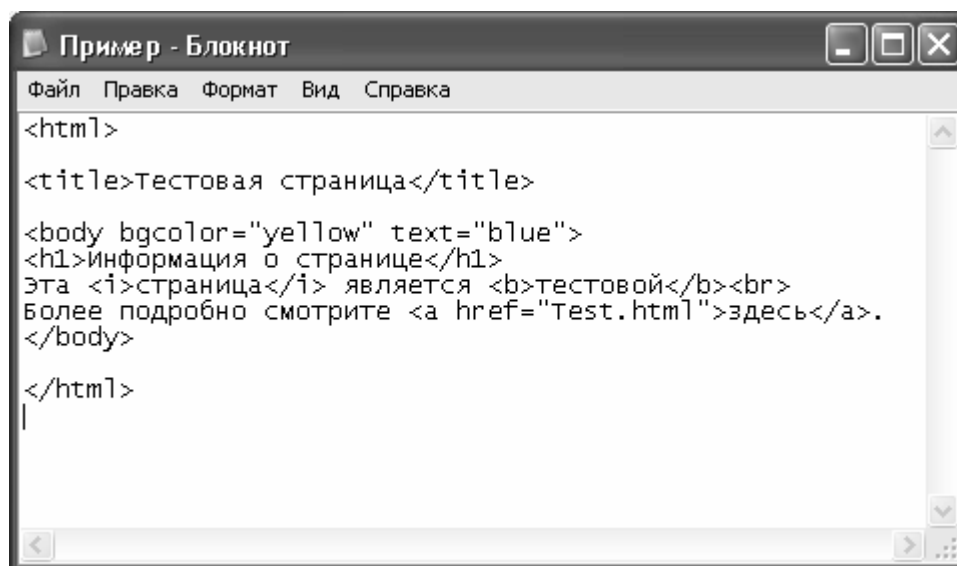 Пример - Блокнот
Файл Правка Формат Вид Справка
<html>
<title>Тестовая страница</title>
<body bgcolor="yellow" text="blue">
<h1>Информация о странице</h1>
Эта <i>страница</i> является <b>тестовой</b><br>
Более подробно смотрите <a href="Test.html">здесь</a>.
</body>
</html>